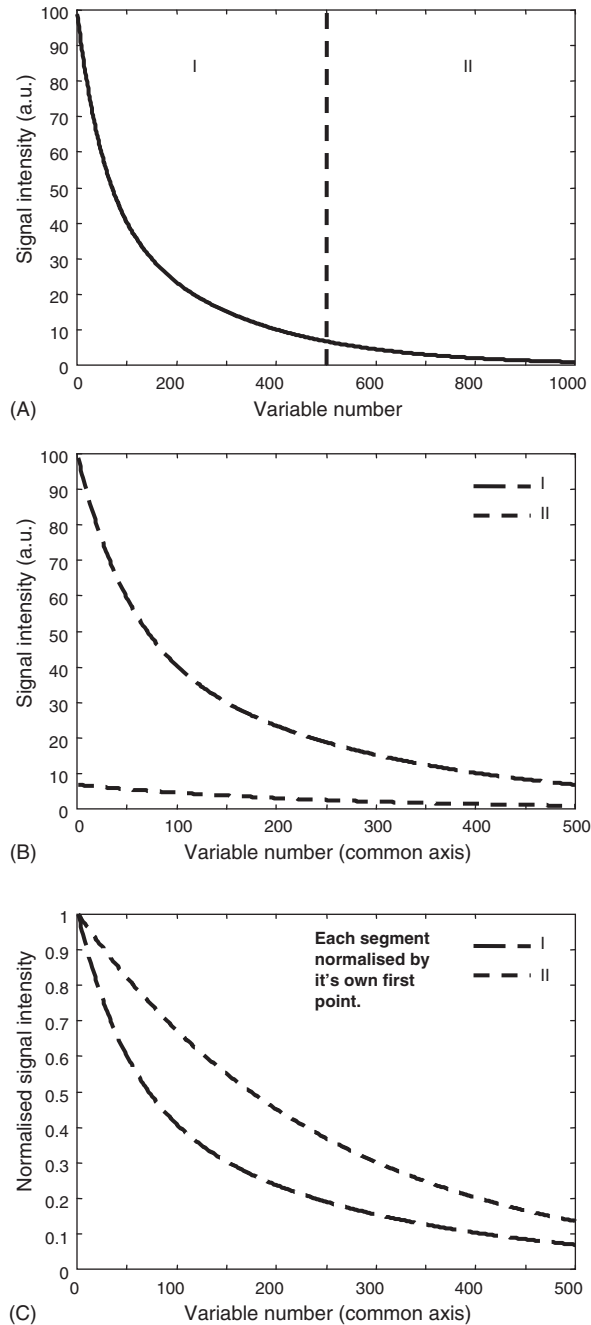 100
90
80
70
60
50
40
30
20
10
0
Signal intensity (a.u.)
I
II
0 200 400 600 800 1000
Variable number
(A)
100
90
80
70
60
50
40
30
20
10
0
Signal intensity (a.u.)
I
II
0 100 200 300 400 500
Variable number (common axis)
(B)
1
0.9
0.8
0.7
0.6
0.5
0.4
0.3
0.2
0.1
0
Normalised signal intensity
Each segment
normalised by
it's own first
point.
I
II
0 100 200 300 400 500
Variable number (common axis)
(C)